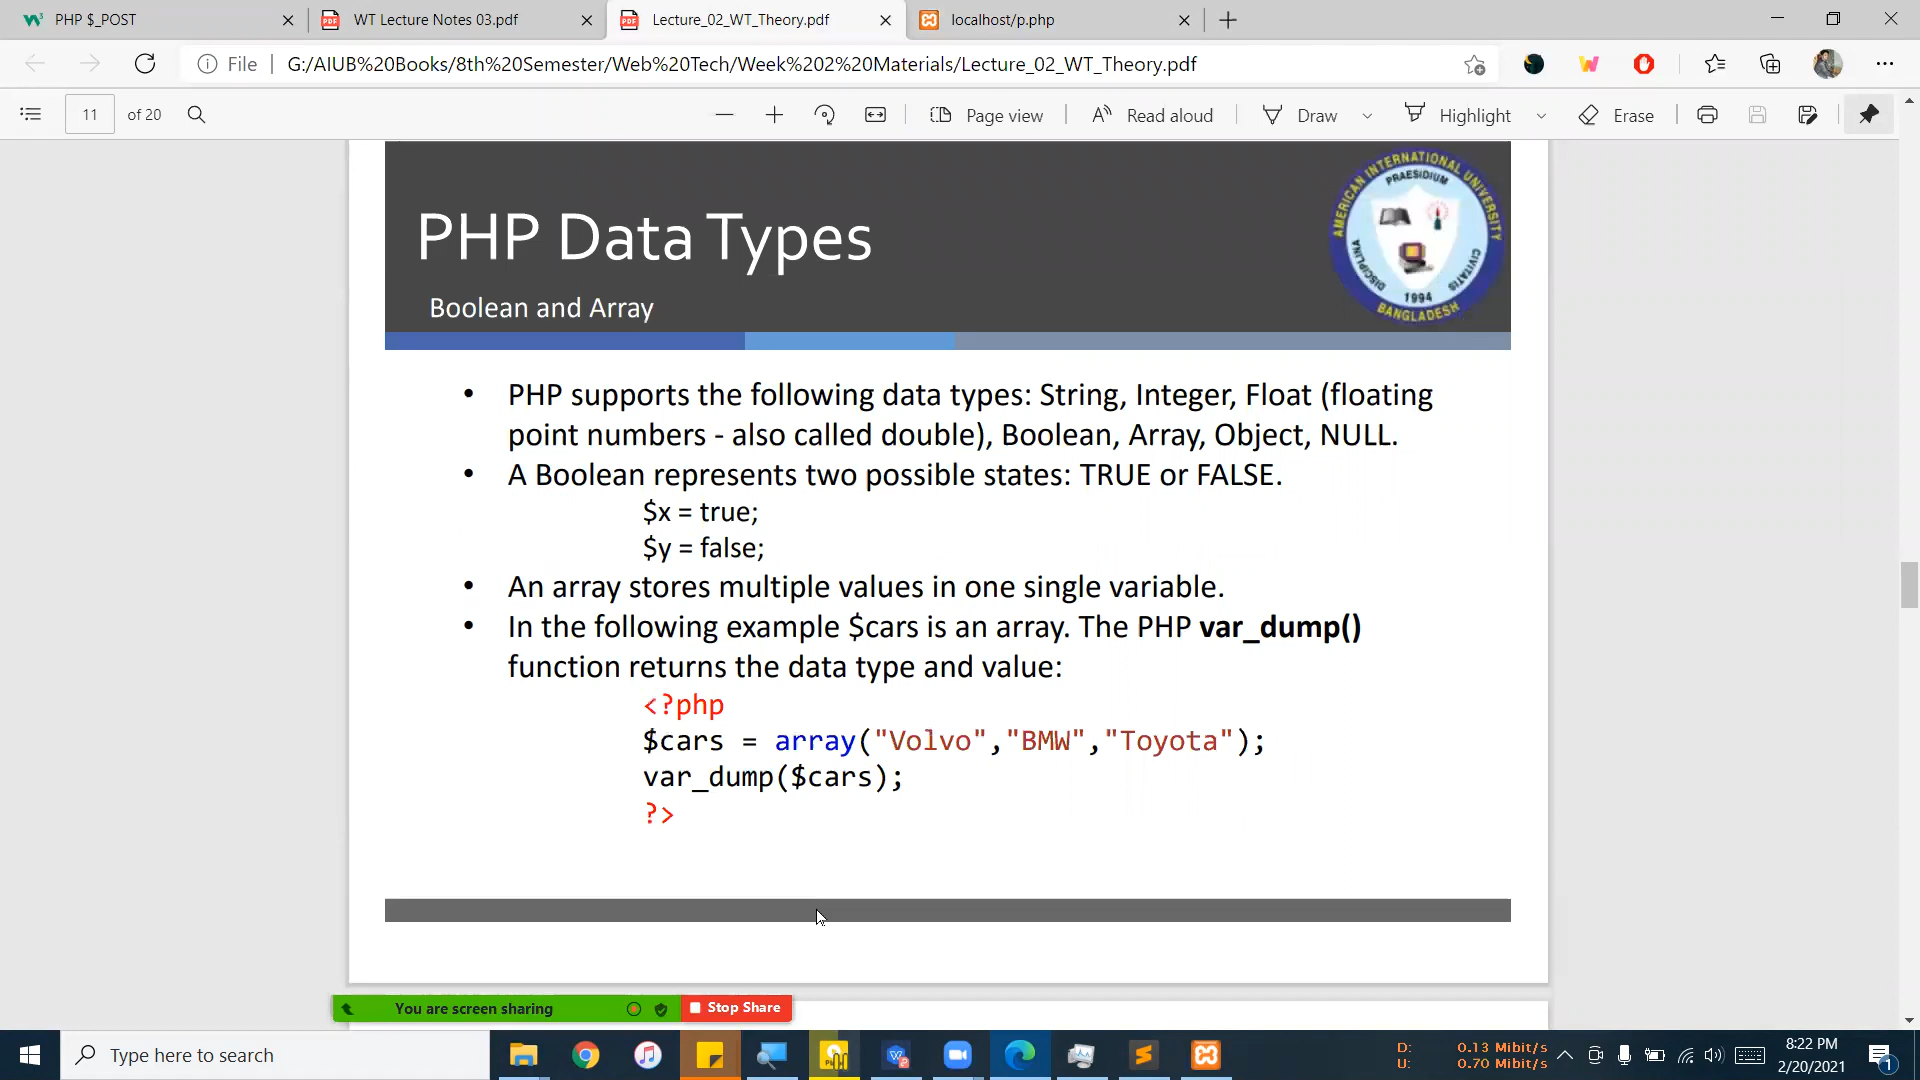 PHP $_POST
WT Lecture Notes 03.pdf
Lecture_02_WT_Theory.pdf
localhost/p.php
File
G:/AIUB%20Books/8th%20Semester/Web%20Tech/Week%202%20Materials/Lecture_02_WT_Theory.pdf
11 of 20
Page view
Read aloud
Draw
Highlight
Erase
PHP Data Types
Boolean and Array
AMERICAN INTERNATIONAL UNIVERSITY
PRAESIDIUM
DISCIPLINA
CIVITATIS
1994
BANGLADESH
• PHP supports the following data types: String, Integer, Float (floating
point numbers - also called double), Boolean, Array, Object, NULL.
• A Boolean represents two possible states: TRUE or FALSE.
$x = true;
$y = false;
• An array stores multiple values in one single variable.
• In the following example $cars is an array. The PHP var_dump()
function returns the data type and value:
<?php
$cars = array("Volvo","BMW","Toyota");
var_dump($cars);
?>
You are screen sharing
Stop Share
Type here to search
D: 0.13 Mibit/s
U: 0.70 Mibit/s
8:22 PM
2/20/2021
1